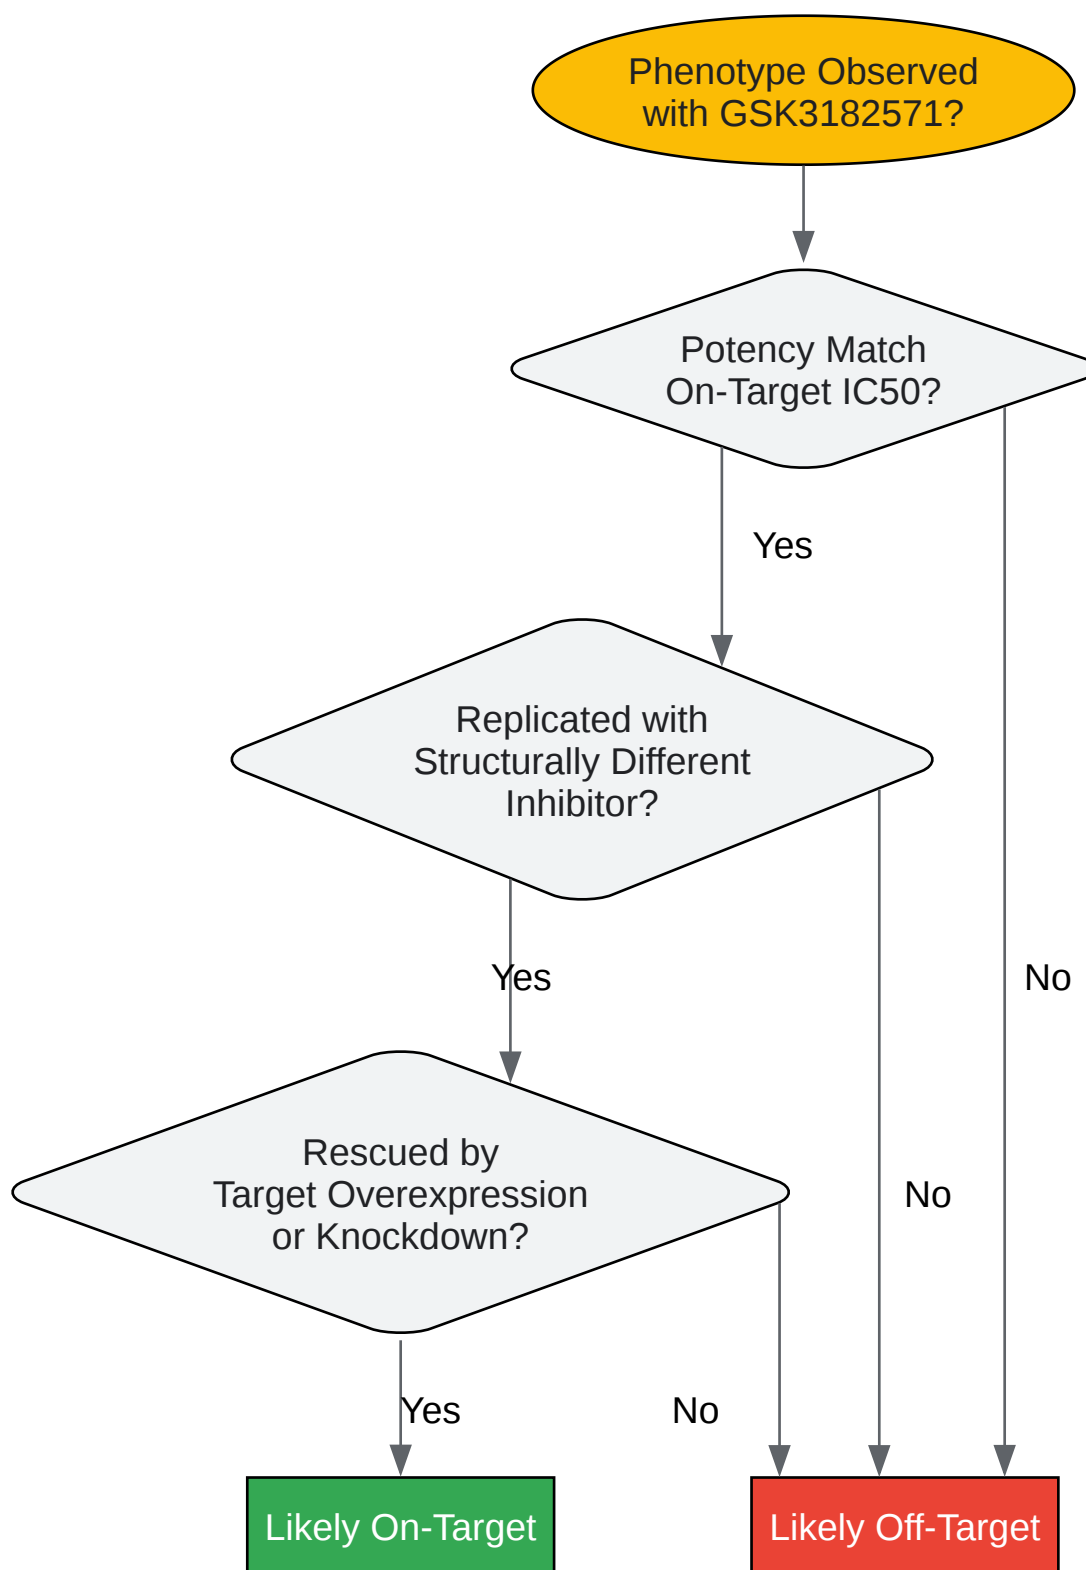 Phenotype Observed
with GSK3182571?
Potency Match
On-Target IC50?
Yes
Replicated with
Structurally Different
Inhibitor?
Yes
No
Rescued by
Target Overexpression
or Knockdown?
No
Yes
No
Likely On-Target
Likely Off-Target